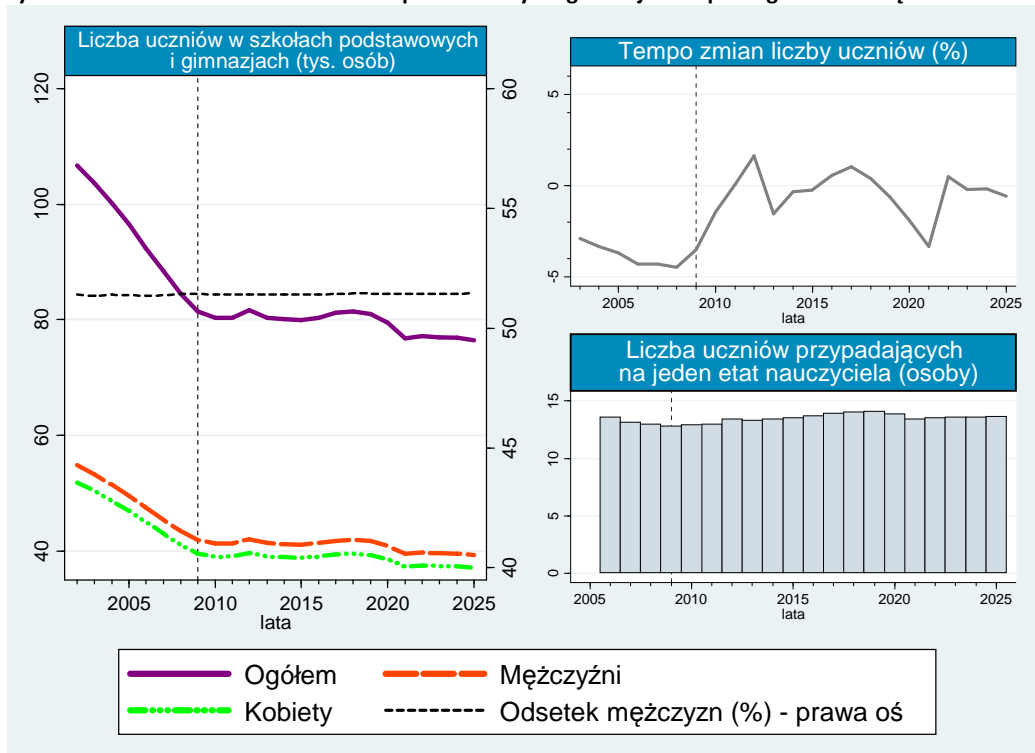 Liczba uczniów w szkołach podstawowych
i gimnazjach (tys. osób)
120
100
80
60
40
60
55
50
45
40
2005
2010
2015
2020
2025
lata
Tempo zmian liczby uczniów (%)
5
0
-5
2005
2010
2015
2020
2025
lata
Liczba uczniów przypadających
na jeden etat nauczyciela (osoby)
15
10
5
0
2005
2010
2015
2020
2025
lata
Ogółem
Mężczyźni
Kobiety
Odsetek mężczyzn (%) - prawa oś